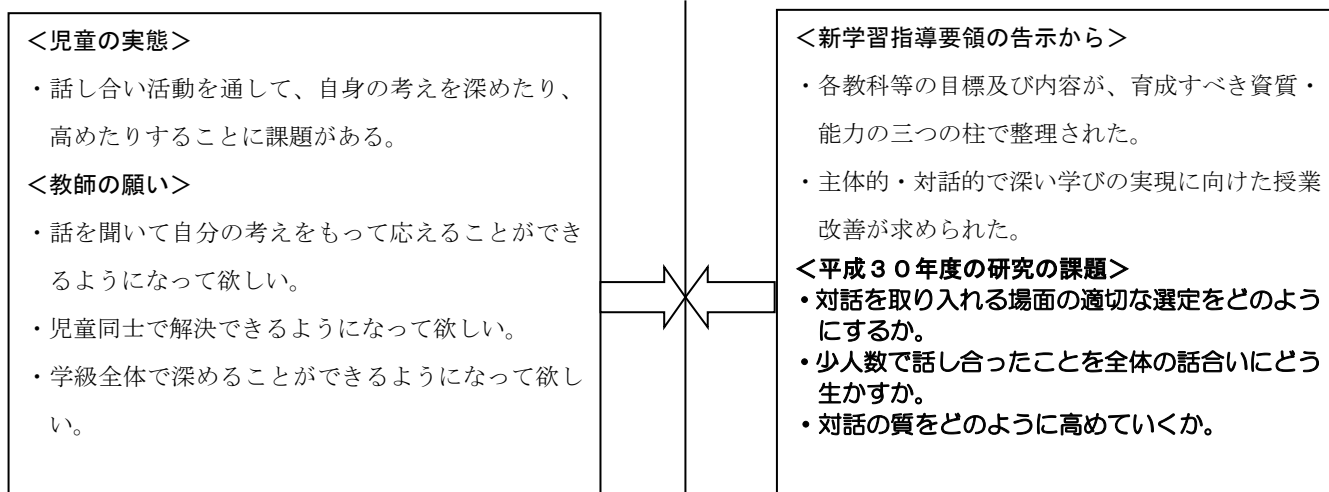 ＜児童の実態＞
・話し合い活動を通して、自身の考えを深めたり、
高めたりすることに課題がある。
＜教師の願い＞
・話を聞いて自分の考えをもって応えることができ
るようになって欲しい。
・児童同士で解決できるようになって欲しい。
・学級全体で深めることができるようになって欲し
い。
＜新学習指導要領の告示から＞
・各教科等の目標及び内容が、育成すべき資質・
能力の三つの柱で整理された。
・主体的・対話的で深い学びの実現に向けた授業
改善が求められた。
＜平成３０年度の研究の課題＞
・対話を取り入れる場面の適切な選定をどのよう
にするか。
・少人数で話し合ったことを全体の話合いにどう
生かすか。
・対話の質をどのように高めていくか。